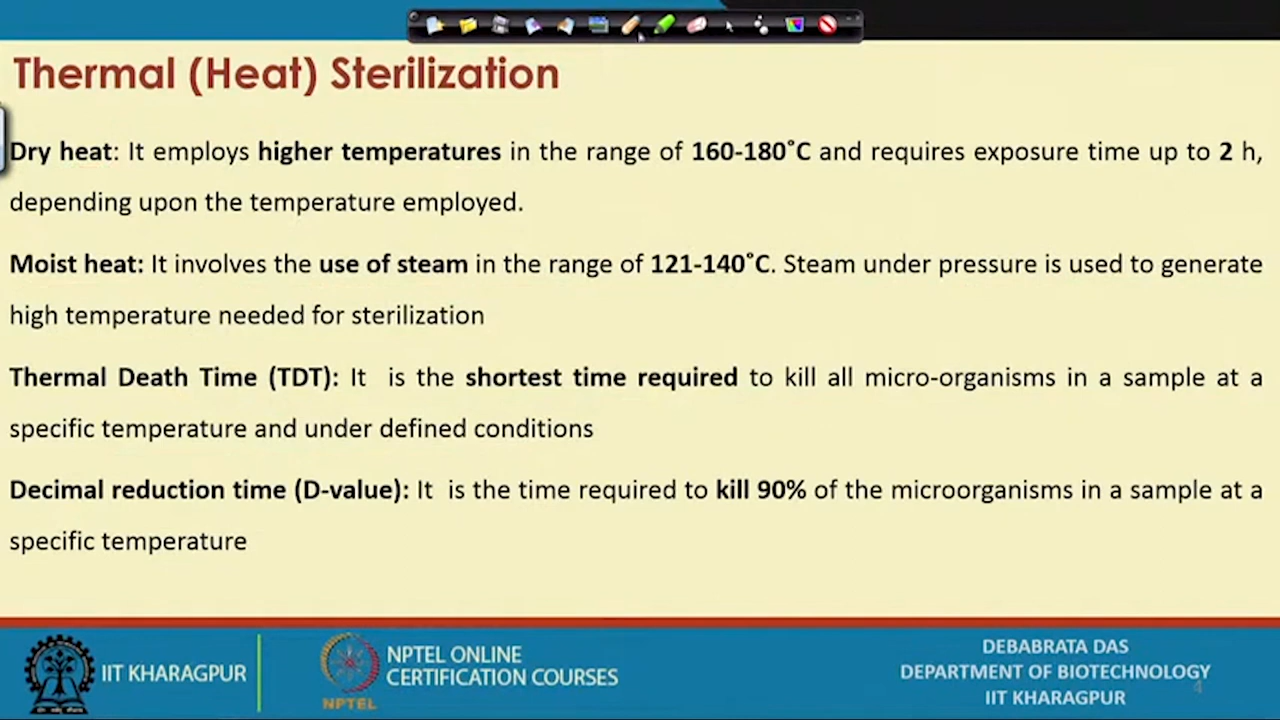 Thermal (Heat) Sterilization
Dry heat: It employs higher temperatures in the range of 160-180˚C and requires exposure time up to 2 h,
depending upon the temperature employed.
Moist heat: It involves the use of steam in the range of 121-140˚C. Steam under pressure is used to generate
high temperature needed for sterilization
Thermal Death Time (TDT): It is the shortest time required to kill all micro-organisms in a sample at a
specific temperature and under defined conditions
Decimal reduction time (D-value): It is the time required to kill 90% of the microorganisms in a sample at a
specific temperature
IIT KHARAGPUR
NPTEL
NPTEL ONLINE
CERTIFICATION COURSES
DEBABRATA DAS
DEPARTMENT OF BIOTECHNOLOGY
IIT KHARAGPUR
4